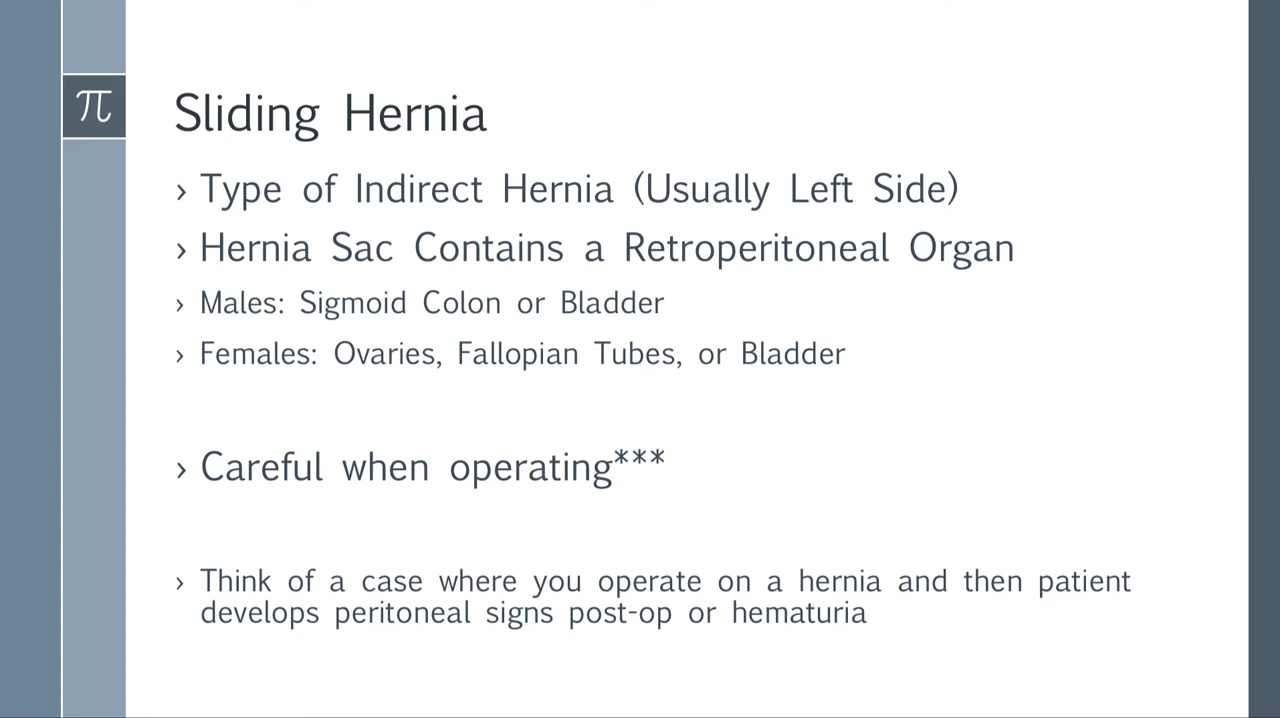 π
Sliding Hernia
› Type of Indirect Hernia (Usually Left Side)
› Hernia Sac Contains a Retroperitoneal Organ
› Males: Sigmoid Colon or Bladder
› Females: Ovaries, Fallopian Tubes, or Bladder
› Careful when operating***
› Think of a case where you operate on a hernia and then patient
develops peritoneal signs post-op or hematuria